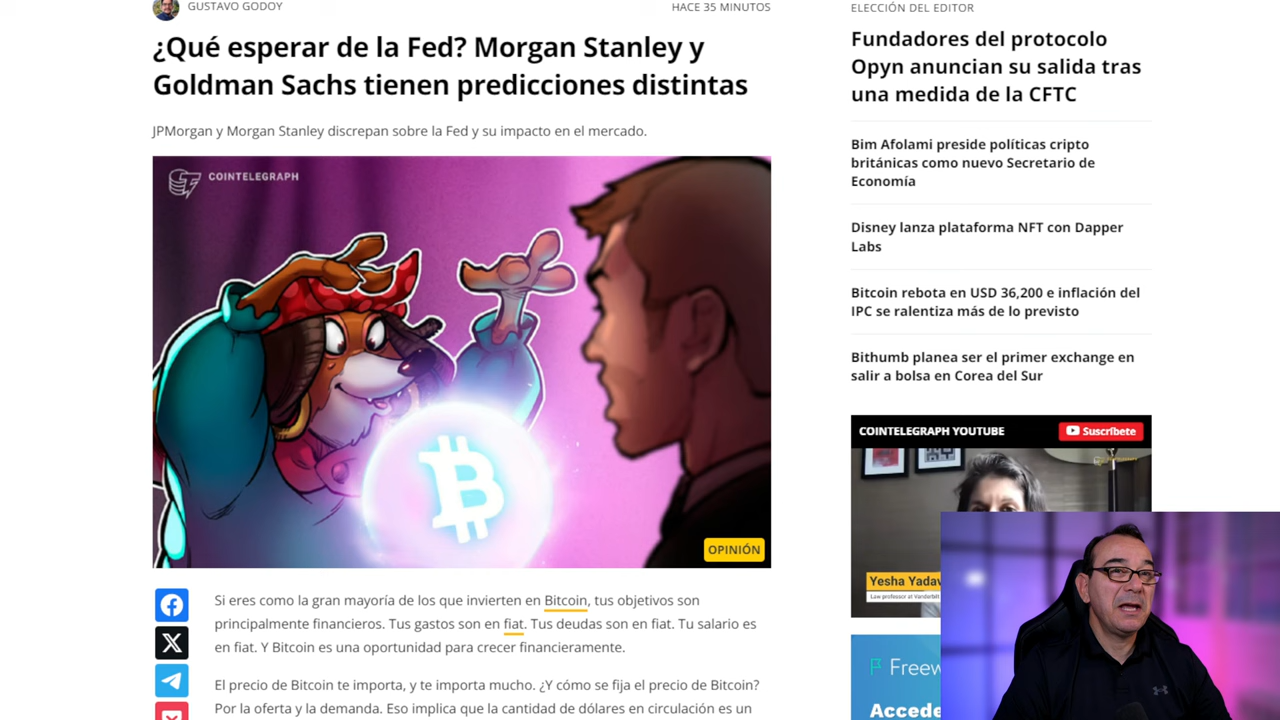 GUSTAVO GODOY
HACE 35 MINUTOS
¿Qué esperar de la Fed? Morgan Stanley y
Goldman Sachs tienen predicciones distintas
JPMorgan y Morgan Stanley discrepan sobre la Fed y su impacto en el mercado.
COINTELEGRAPH
OPINIÓN
Si eres como la gran mayoría de los que invierten en Bitcoin, tus objetivos son
principalmente financieros. Tus gastos son en fiat. Tus deudas son en fiat. Tu salario es
en fiat. Y Bitcoin es una oportunidad para crecer financieramente.
El precio de Bitcoin te importa, y te importa mucho. ¿Y cómo se fija el precio de Bitcoin?
Por la oferta y la demanda. Eso implica que la cantidad de dólares en circulación es un
ELECCIÓN DEL EDITOR
Fundadores del protocolo
Opyn anuncian su salida tras
una medida de la CFTC
Bim Afolami preside políticas cripto
británicas como nuevo Secretario de
Economía
Disney lanza plataforma NFT con Dapper
Labs
Bitcoin rebota en USD 36,200 e inflación del
IPC se ralentiza más de lo previsto
Bithumb planea ser el primer exchange en
salir a bolsa en Corea del Sur
COINTELEGRAPH YOUTUBE
Suscríbete
Yesha Yadav
Law professor at Vanderbilt
Freew
Accede